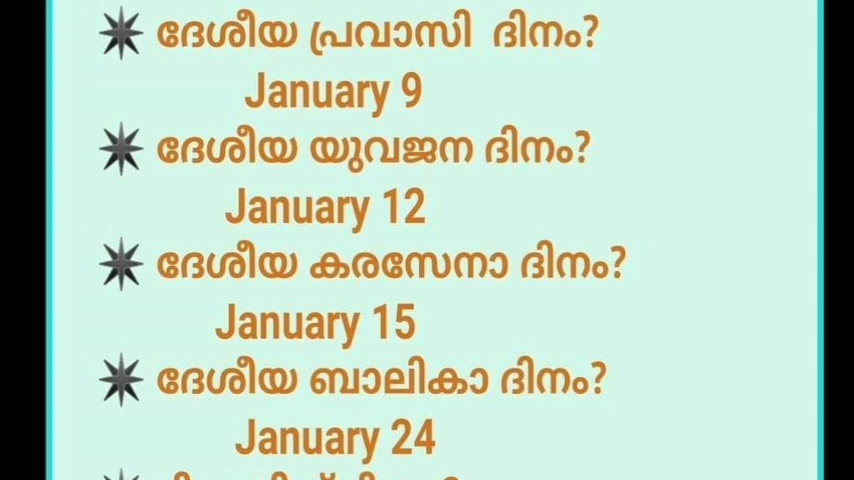 ✴ ദേശീയ പ്രവാസി ദിനം?
January 9
✴ ദേശീയ യുവജന ദിനം?
January 12
✴ ദേശീയ കരസേനാ ദിനം?
January 15
✴ ദേശീയ ബാലികാ ദിനം?
January 24